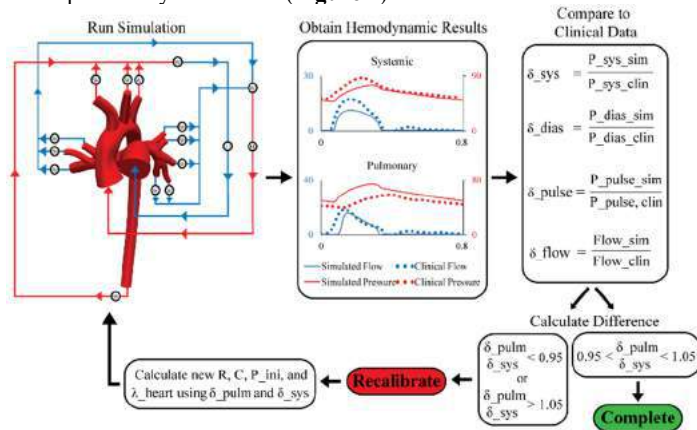 Run Simulation
Obtain Hemodynamic Results
Compare to
Clinical Data
Systemic
30
90
0
0
0
0.8
Pulmonary
40
80
0
0
0
0.8
Simulated Flow
Clinical Flow
Simulated Pressure
Clinical Pressure
δ_sys = P_sys_sim
P_sys_clin
δ_dias = P_dias_sim
P_dias_clin
δ_pulse = P_pulse_sim
P_pulse, clin
δ_flow = Flow_sim
Flow_clin
Calculate Difference
δ_pulm
δ_sys < 0.95
or
δ_pulm
δ_sys > 1.05
0.95 < δ_pulm
δ_sys < 1.05
Calculate new R, C, P_ini, and
λ_heart using δ_pulm and δ_sys
Recalibrate
Complete